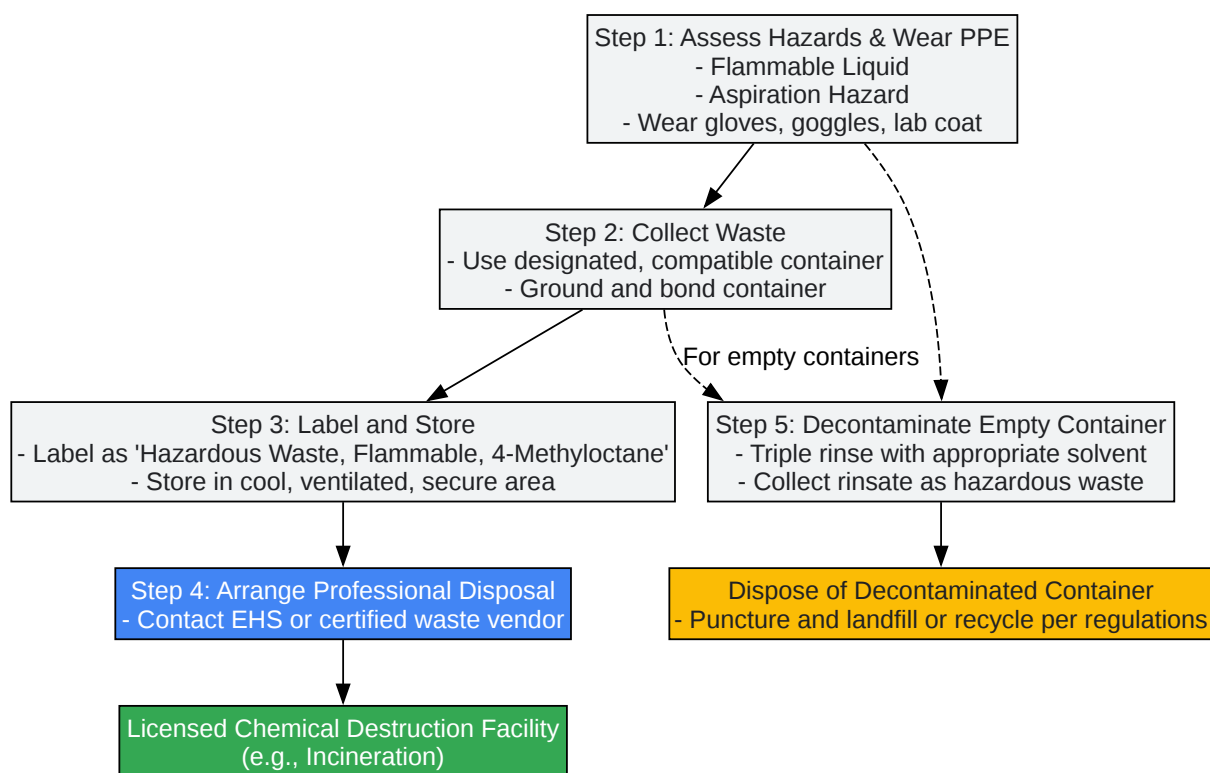 Step 1: Assess Hazards & Wear PPE
- Flammable Liquid
- Aspiration Hazard
- Wear gloves, goggles, lab coat
Step 2: Collect Waste
- Use designated, compatible container
- Ground and bond container
For empty containers
Step 3: Label and Store
- Label as 'Hazardous Waste, Flammable, 4-Methyloctane'
- Store in cool, ventilated, secure area
Step 5: Decontaminate Empty Container
- Triple rinse with appropriate solvent
- Collect rinsate as hazardous waste
Step 4: Arrange Professional Disposal
- Contact EHS or certified waste vendor
Dispose of Decontaminated Container
- Puncture and landfill or recycle per regulations
Licensed Chemical Destruction Facility
(e.g., Incineration)